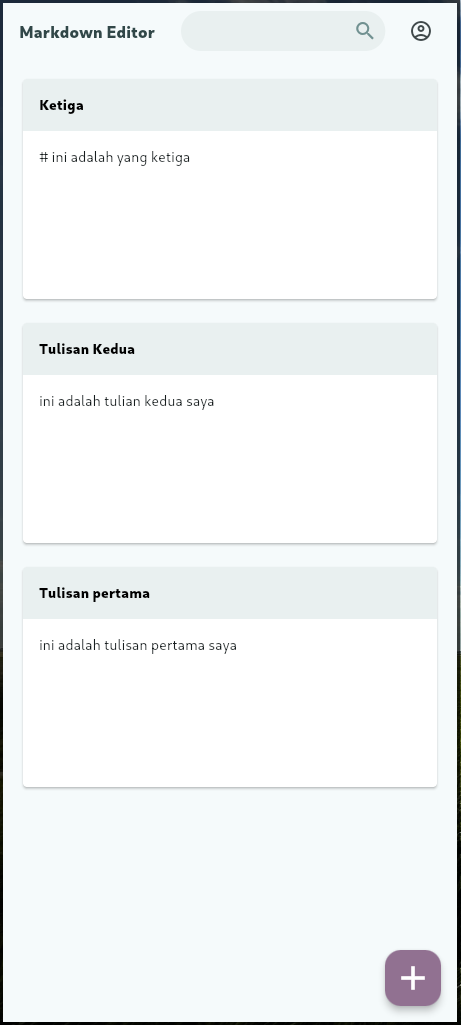 Markdown Editor
Ketiga
# ini adalah yang ketiga
Tulisan Kedua
ini adalah tulian kedua saya
Tulisan pertama
ini adalah tulisan pertama saya